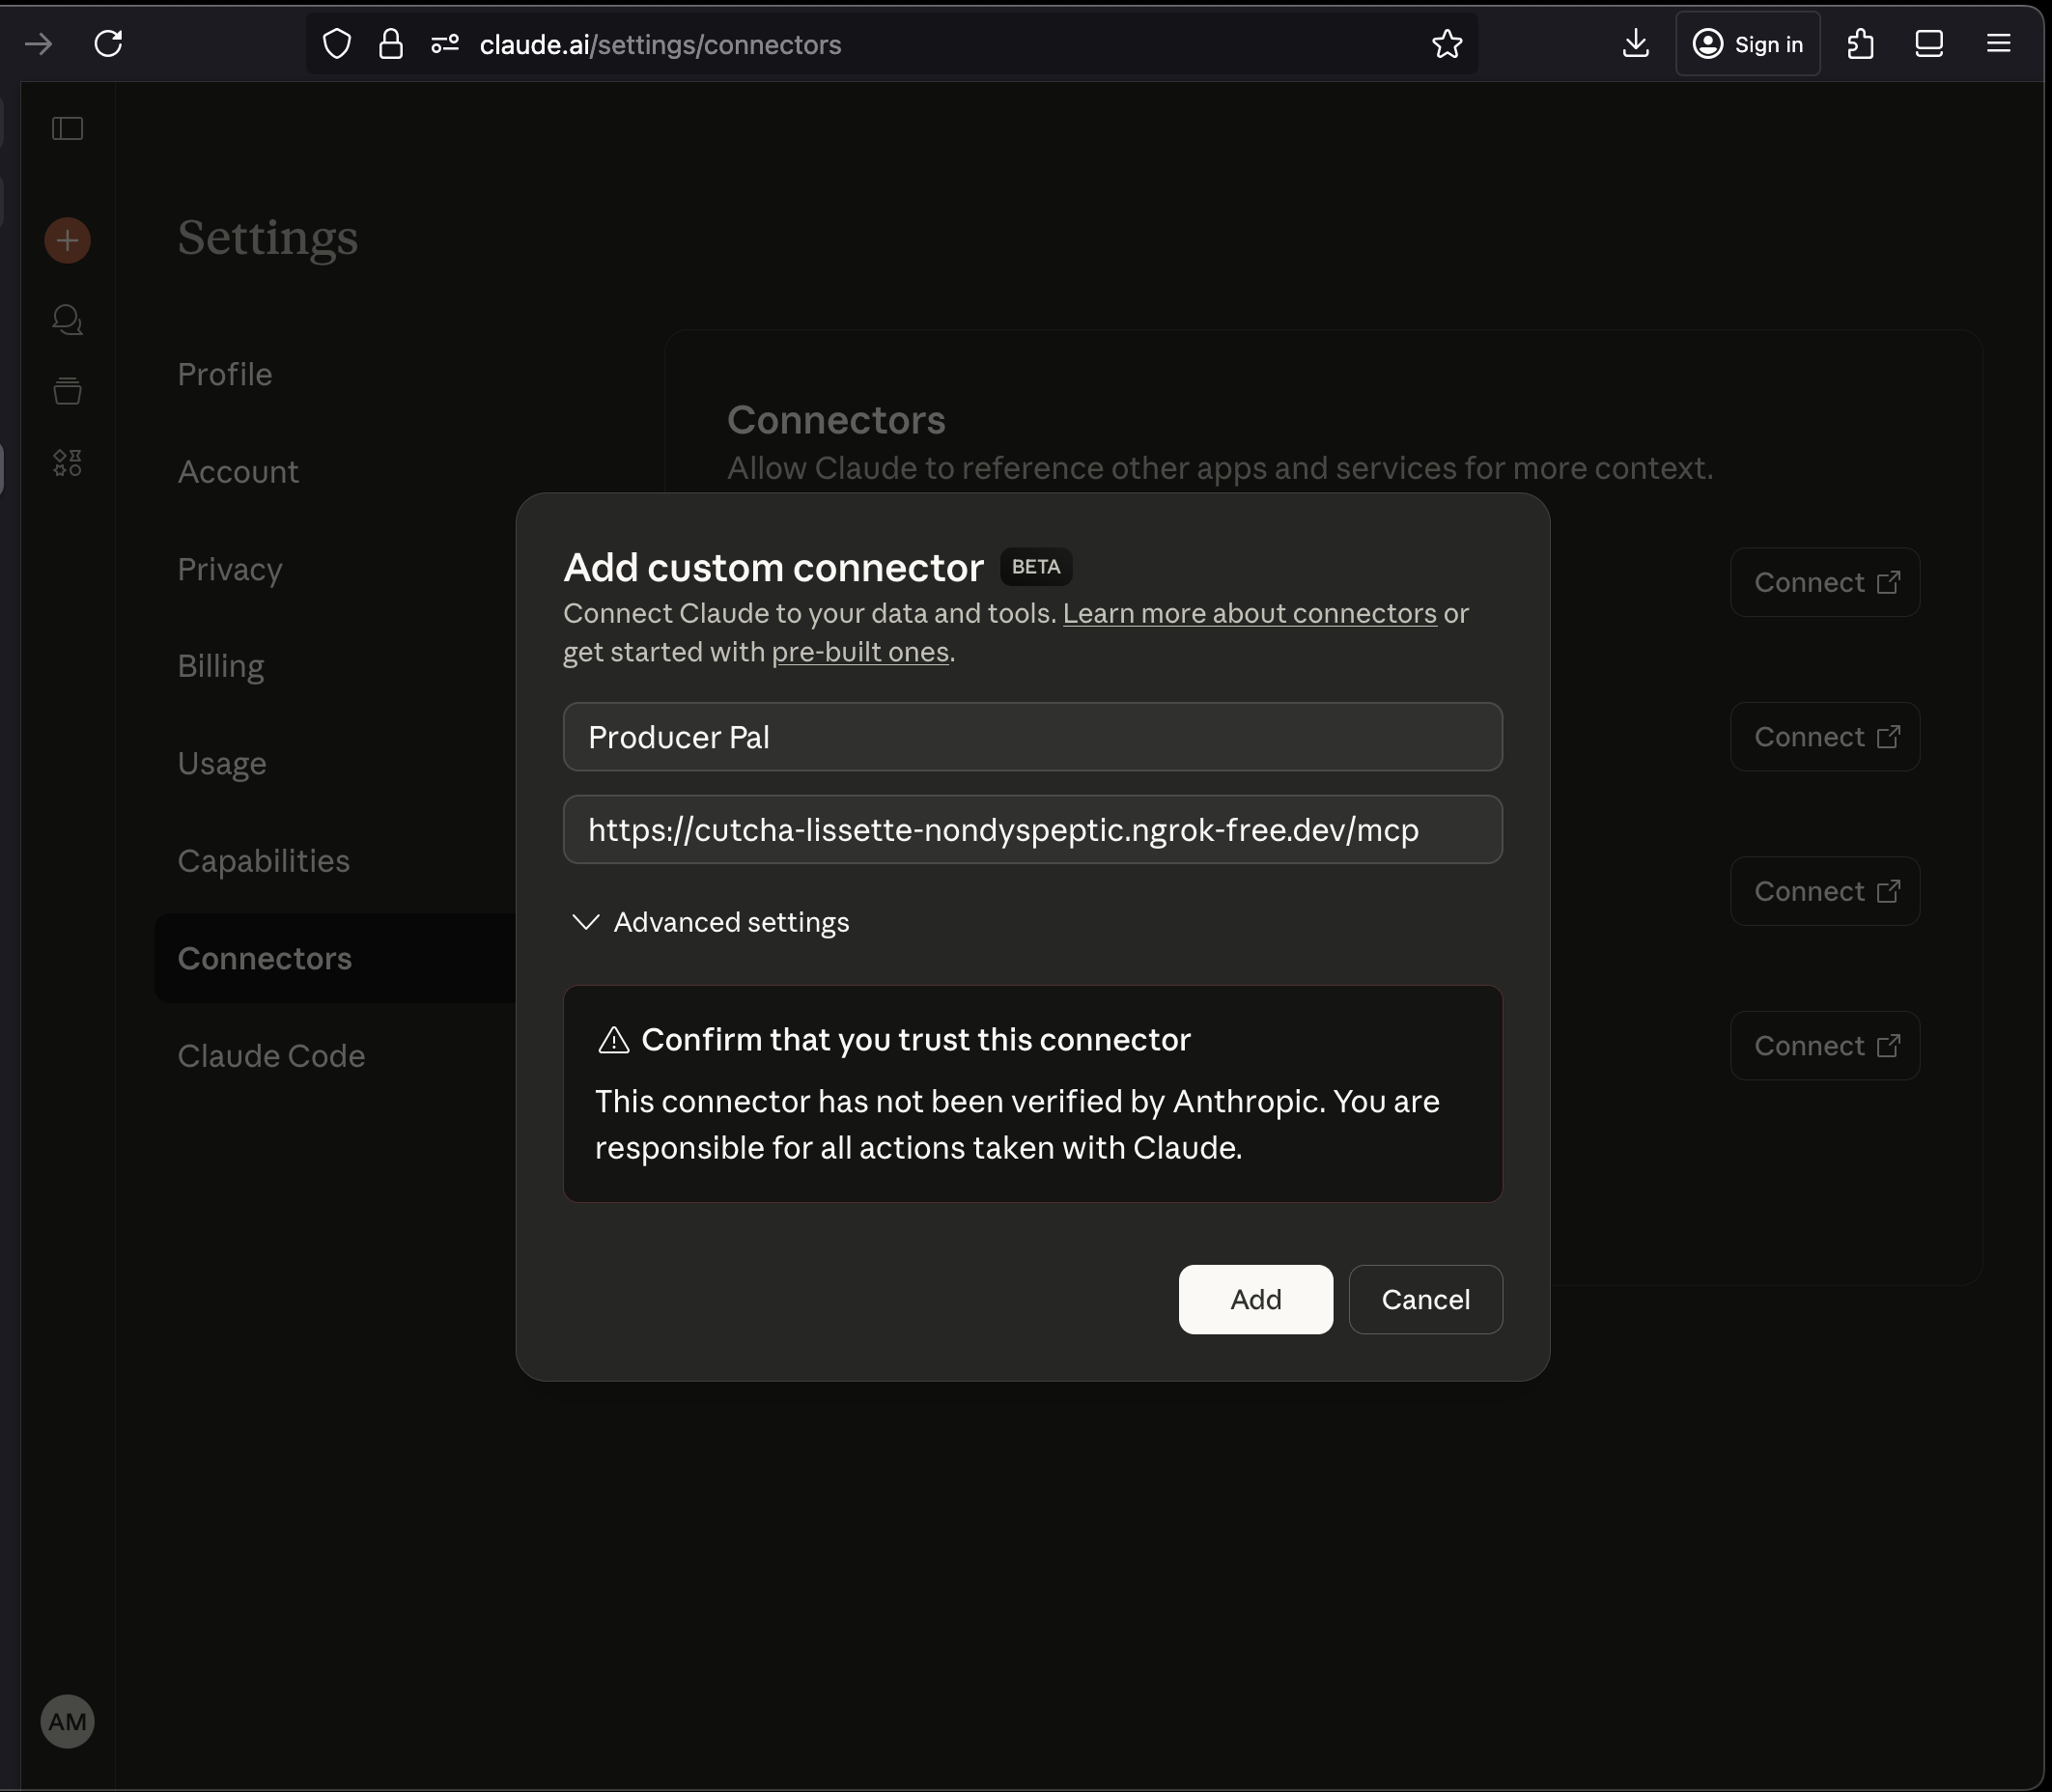 claude.ai/settings/connectors
Sign in
Settings
Profile
Account
Privacy
Billing
Usage
Capabilities
Connectors
Claude Code
AM
Connectors
Allow Claude to reference other apps and services for more context.
Connect
Connect
Connect
Connect
Add custom connector BETA
Connect Claude to your data and tools. Learn more about connectors or
get started with pre-built ones.
Producer Pal
https://cutcha-lissette-nondyspeptic.ngrok-free.dev/mcp
Advanced settings
Confirm that you trust this connector
This connector has not been verified by Anthropic. You are
responsible for all actions taken with Claude.
Add
Cancel